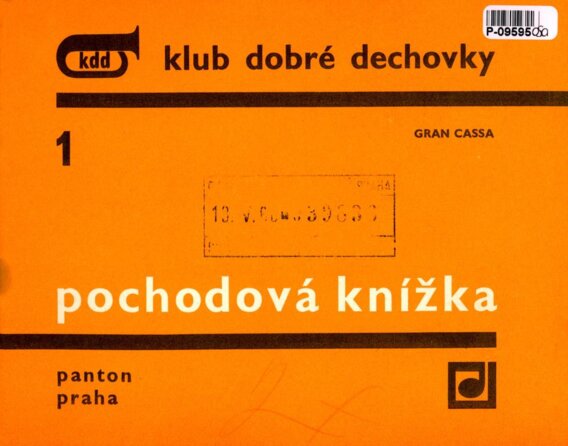 P-09595
kdd
klub dobré dechovky
1
GRAN CASSA
pochodová knížka
panton
praha